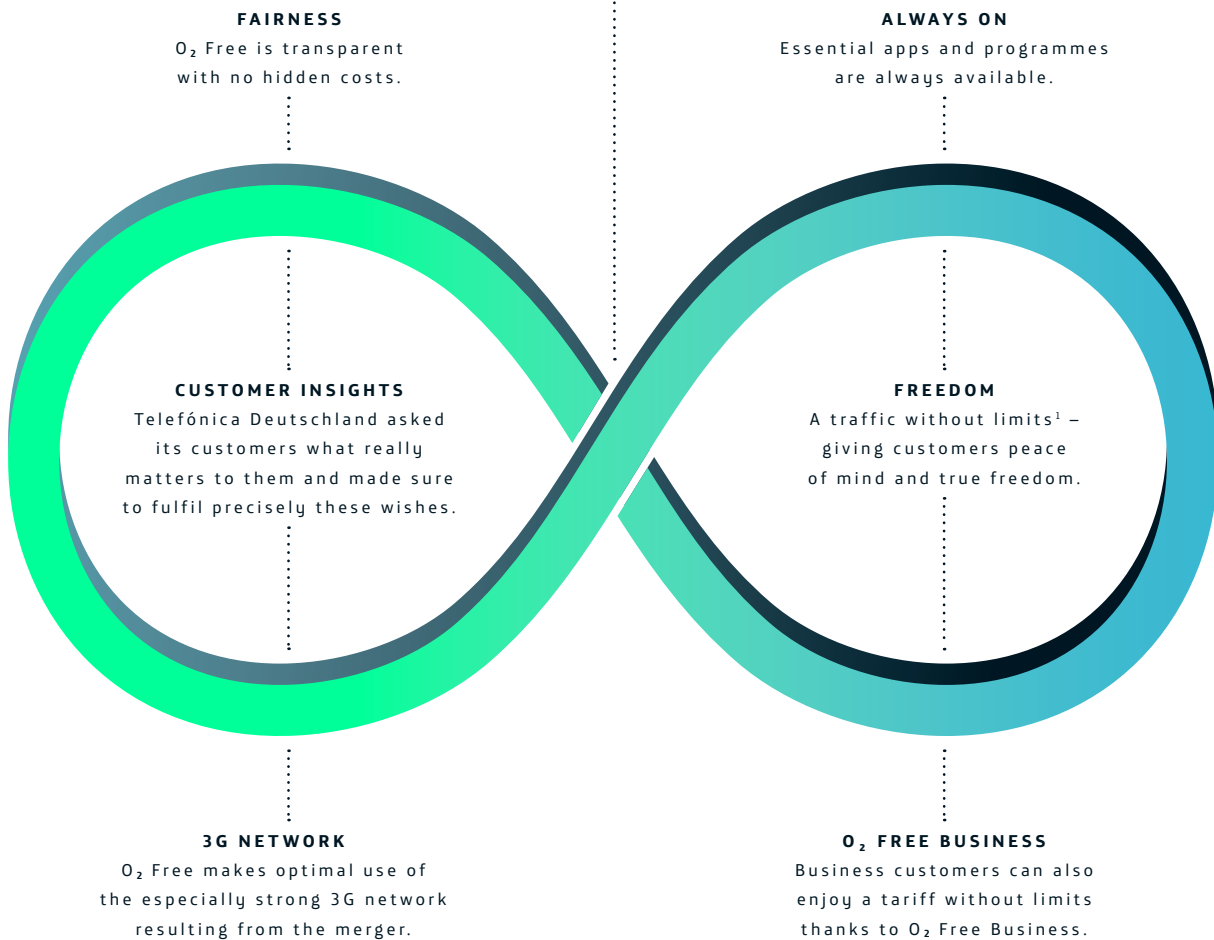 FAIRNESS
O₂ Free is transparent
with no hidden costs.
ALWAYS ON
Essential apps and programmes
are always available.
CUSTOMER INSIGHTS
Telefónica Deutschland asked
its customers what really
matters to them and made sure
to fulfil precisely these wishes.
FREEDOM
A traffic without limits¹ –
giving customers peace
of mind and true freedom.
3G NETWORK
O₂ Free makes optimal use of
the especially strong 3G network
resulting from the merger.
O₂ FREE BUSINESS
Business customers can also
enjoy a tariff without limits
thanks to O₂ Free Business.